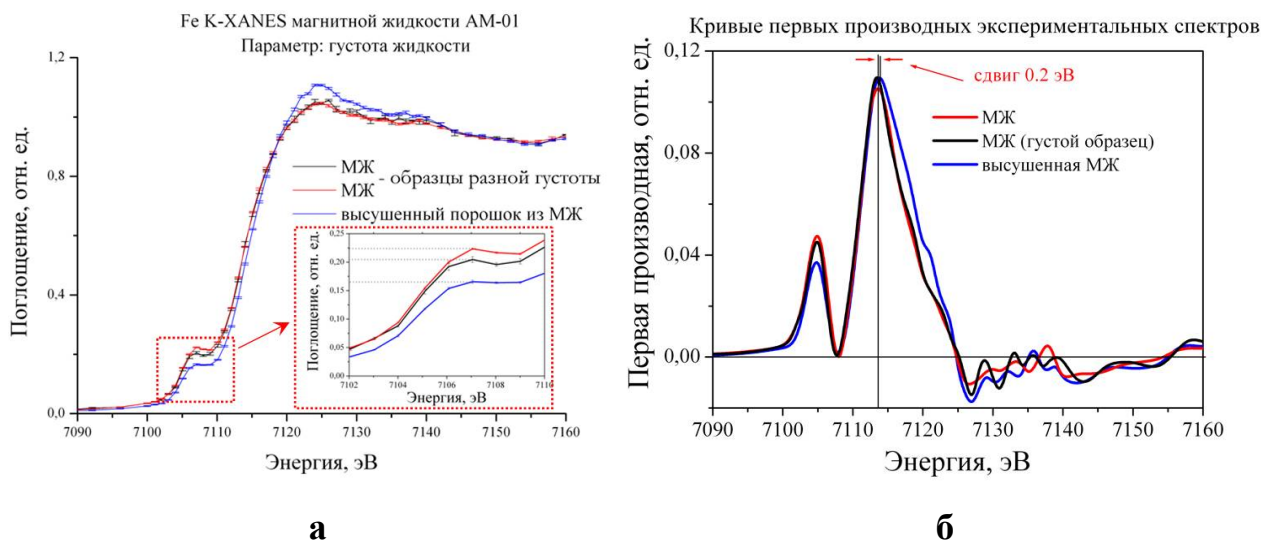 Fe K-XANES магнитной жидкости АМ-01
Параметр: густота жидкости
Поглощение, отн. ед.
1,2
0,8
0,4
0,0
МЖ
МЖ
- образцы разной густоты
высушенный порошок из МЖ
Поглощение, отн. ед.
0,25
0,20
0,15
0,10
0,05
0,00
7102 7104 7106 7108 7110
Энергия, эВ
7090 7100 7110 7120 7130 7140 7150 7160
Энергия, эВ
а
Кривые первых производных экспериментальных спектров
Первая производная, отн. ед.
0,12
0,08
0.04
0,00
сдвиг 0.2 эВ
МЖ
МЖ (густой образец)
высушенная МЖ
7090 7100 7110 7120 7130 7140 7150 7160
Энергия, эВ
б